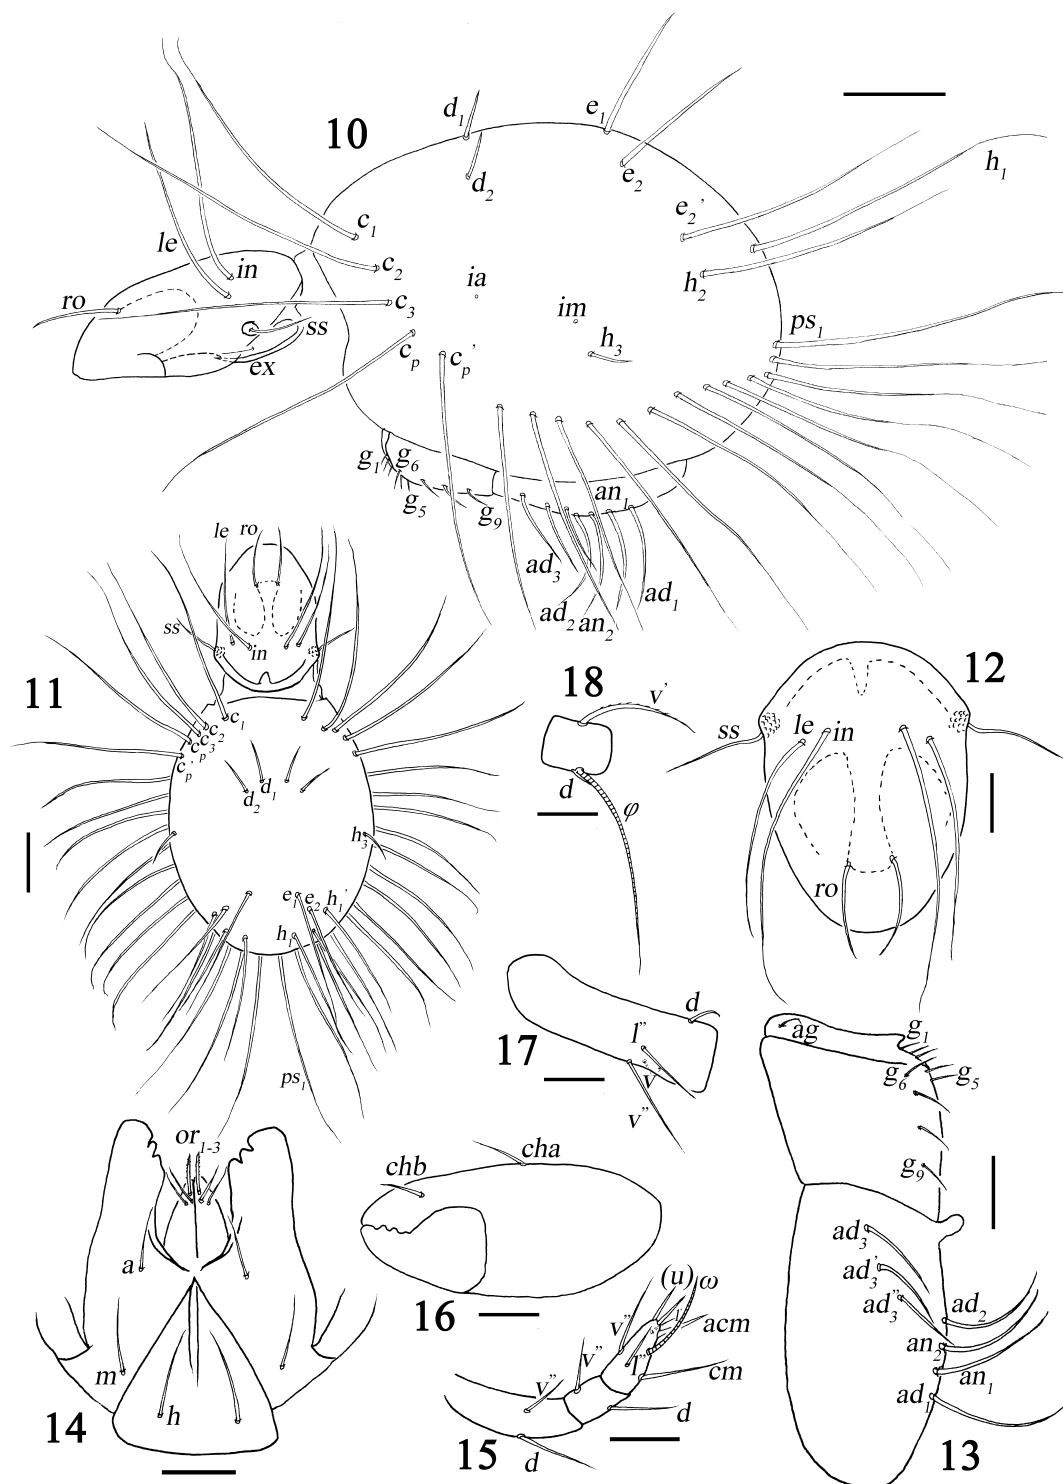 10
d1
d2
e1
e2
e2’
h1
h2
c1
c2
c3
cp
cp’
le
in
ro
ss
ex
ia
im
h3
ps1
g1
g6
g5
g9
an1
ad3
ad2
an2
ad1
11
le ro
ss
in
c1
c2
c3
cp’
cp
d1
d2
h3
e1 e2 h1’
h1
ps1
18
v’
d
φ
12
ss
le
in
ro
17
d
l”
v’
v”
13
ag
g1
g6
g5
g9
ad3
ad3’
ad3”
ad2
an2
an1
ad1
14
or1-3
a
m
h
16
cha
chb
15
(u)
ω
v”
acm
v”
l”
v”
cm
d
d